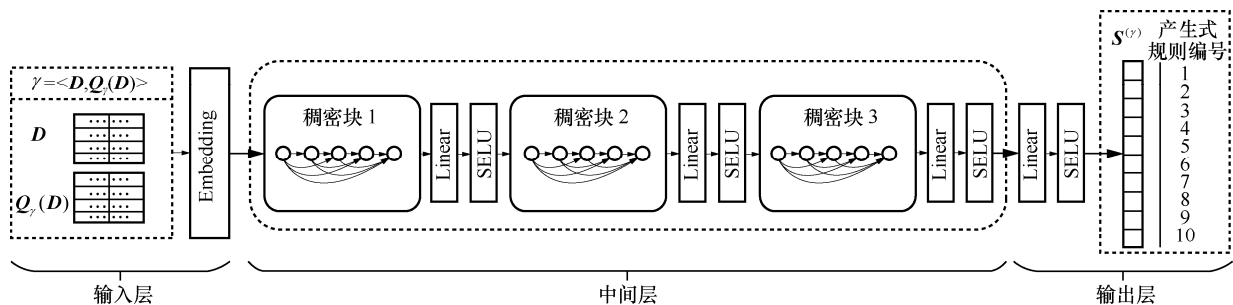 γ=<D,Qγ(D)>
D
Qγ(D)
Embedding
稠密块 1
Linear
SELU
稠密块 2
Linear
SELU
稠密块 3
Linear
SELU
Linear
SELU
S(γ)
产生式
规则编号
1
2
3
4
5
6
7
8
9
10
输入层
中间层
输出层